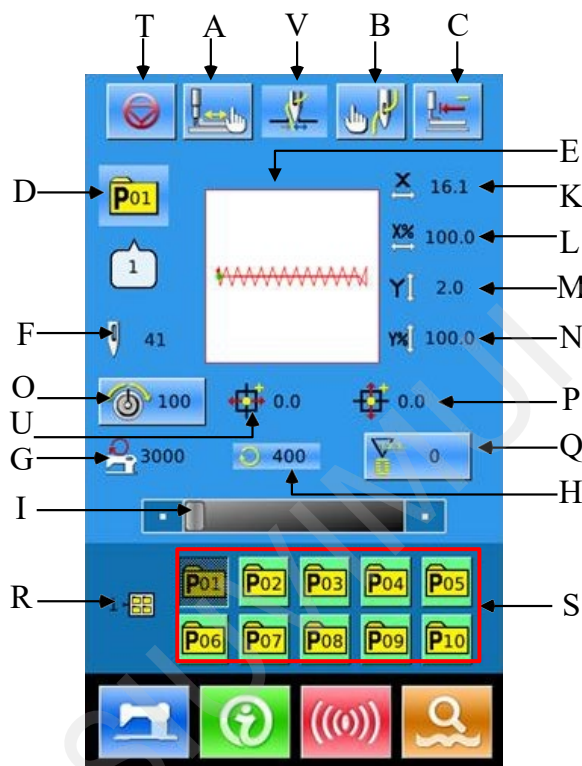 T A V B C
E
D P01 X 16.1 K
X% 100.0 L
1
Y 2.0 M
F 41 Y% 100.0 N
O 100 0.0 0.0 P
U
G 3000 400 0 Q
H
I
R P01 P02 P03 P04 P05 S
P06 P07 P08 P09 P10